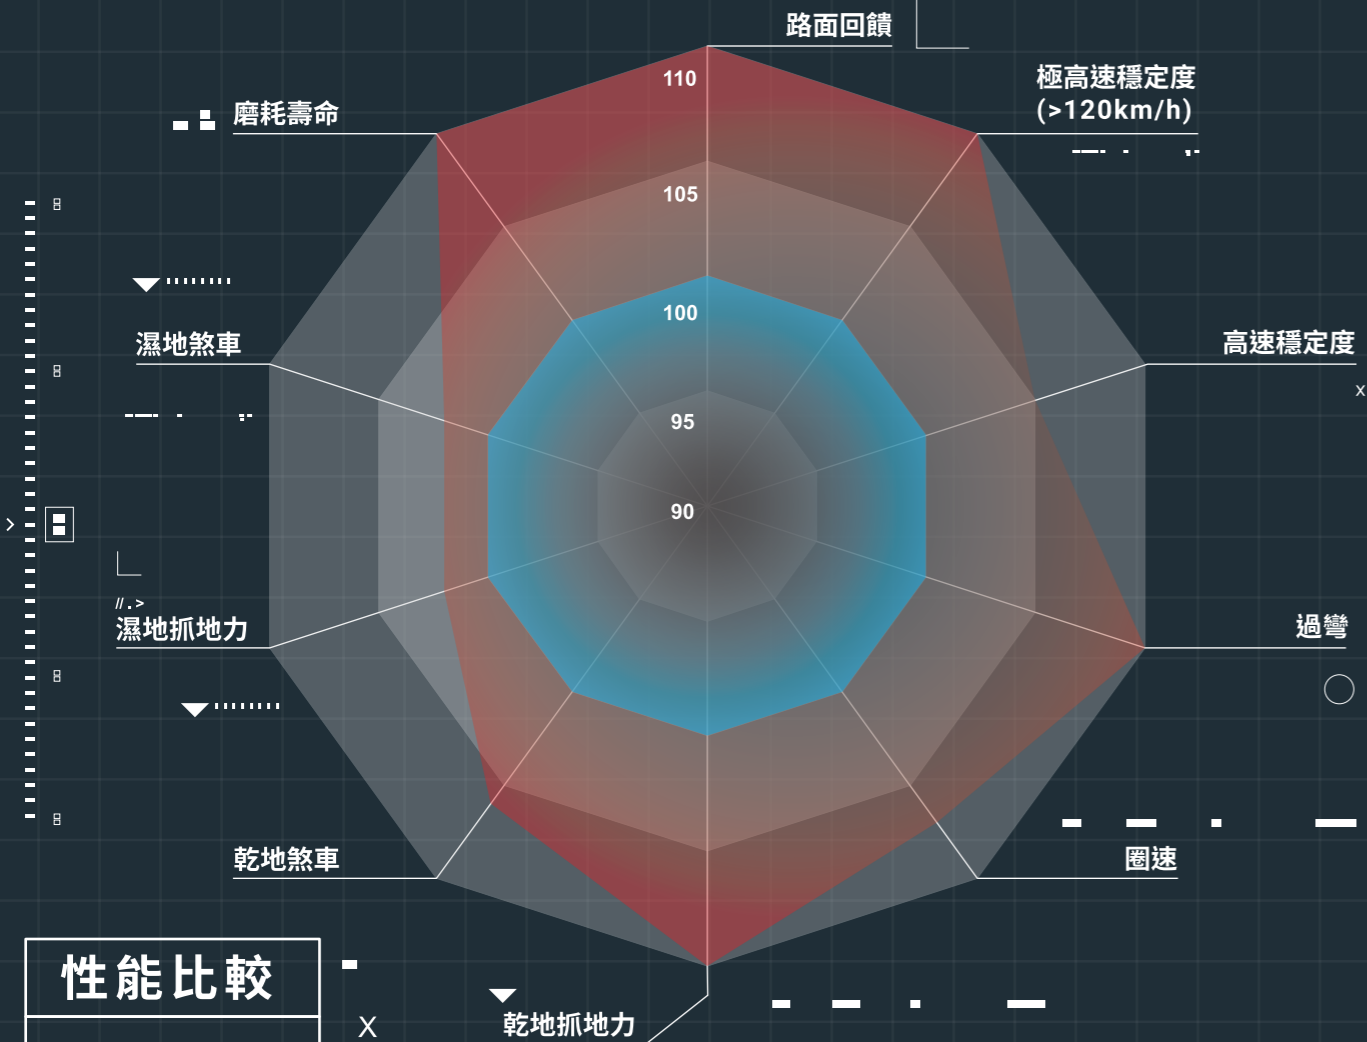 路面回饋
極高速穩定度
(>120km/h)
110
磨耗壽命
105
濕地煞車
100
高速穩定度
X
95
90
//.>
濕地抓地力
過彎
乾地煞車
圈速
性能比較
X
乾地抓地力